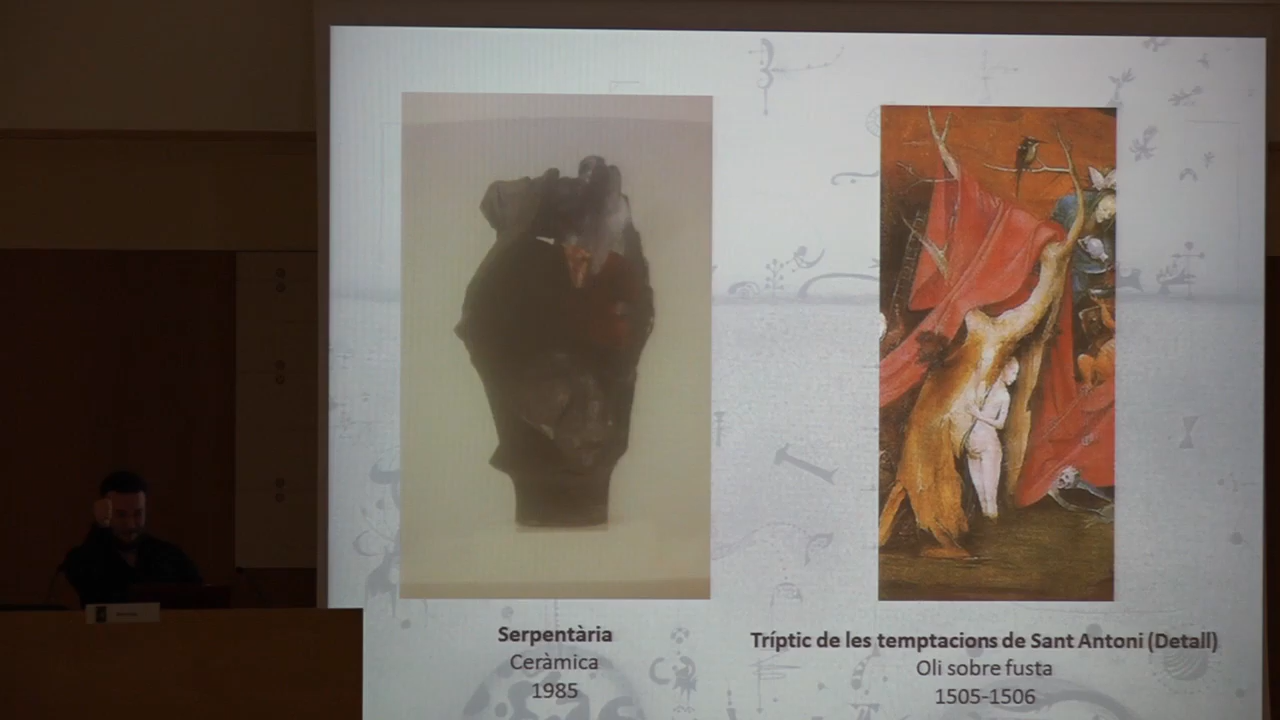 Serpentària
Ceràmica
1985
Tríptic de les temptacions de Sant Antoni (Detall)
Oli sobre fusta
1505-1506